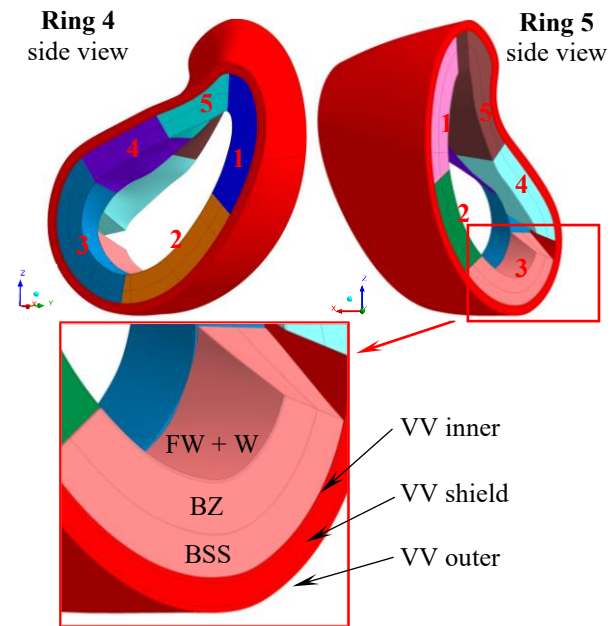 Ring 4
side view
Ring 5
side view
5
4
1
3
2
1
5
4
2
3
Z
X
Y
Z
X
Y
FW + W
BZ
BSS
VV inner
VV shield
VV outer